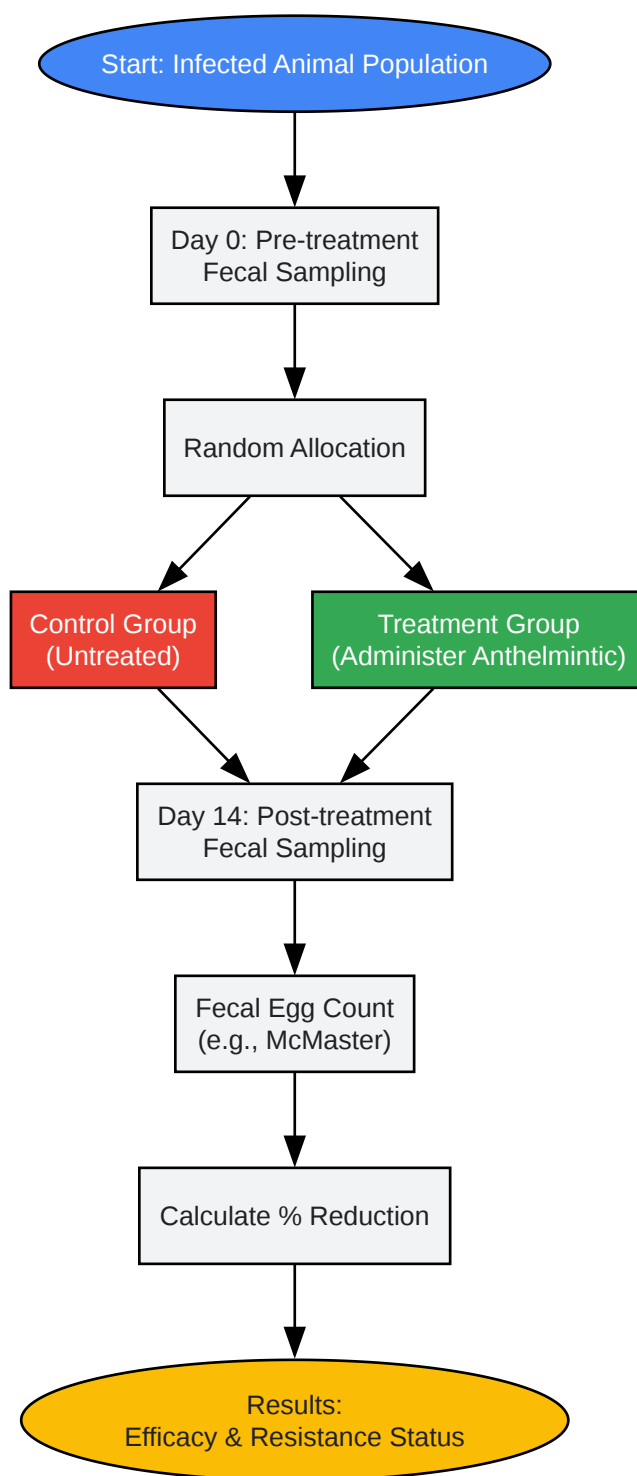 Start: Infected Animal Population
Day 0: Pre-treatment
Fecal Sampling
Random Allocation
Control Group
(Untreated)
Treatment Group
(Administer Anthelmintic)
Day 14: Post-treatment
Fecal Sampling
Fecal Egg Count
(e.g., McMaster)
Calculate % Reduction
Results:
Efficacy & Resistance Status